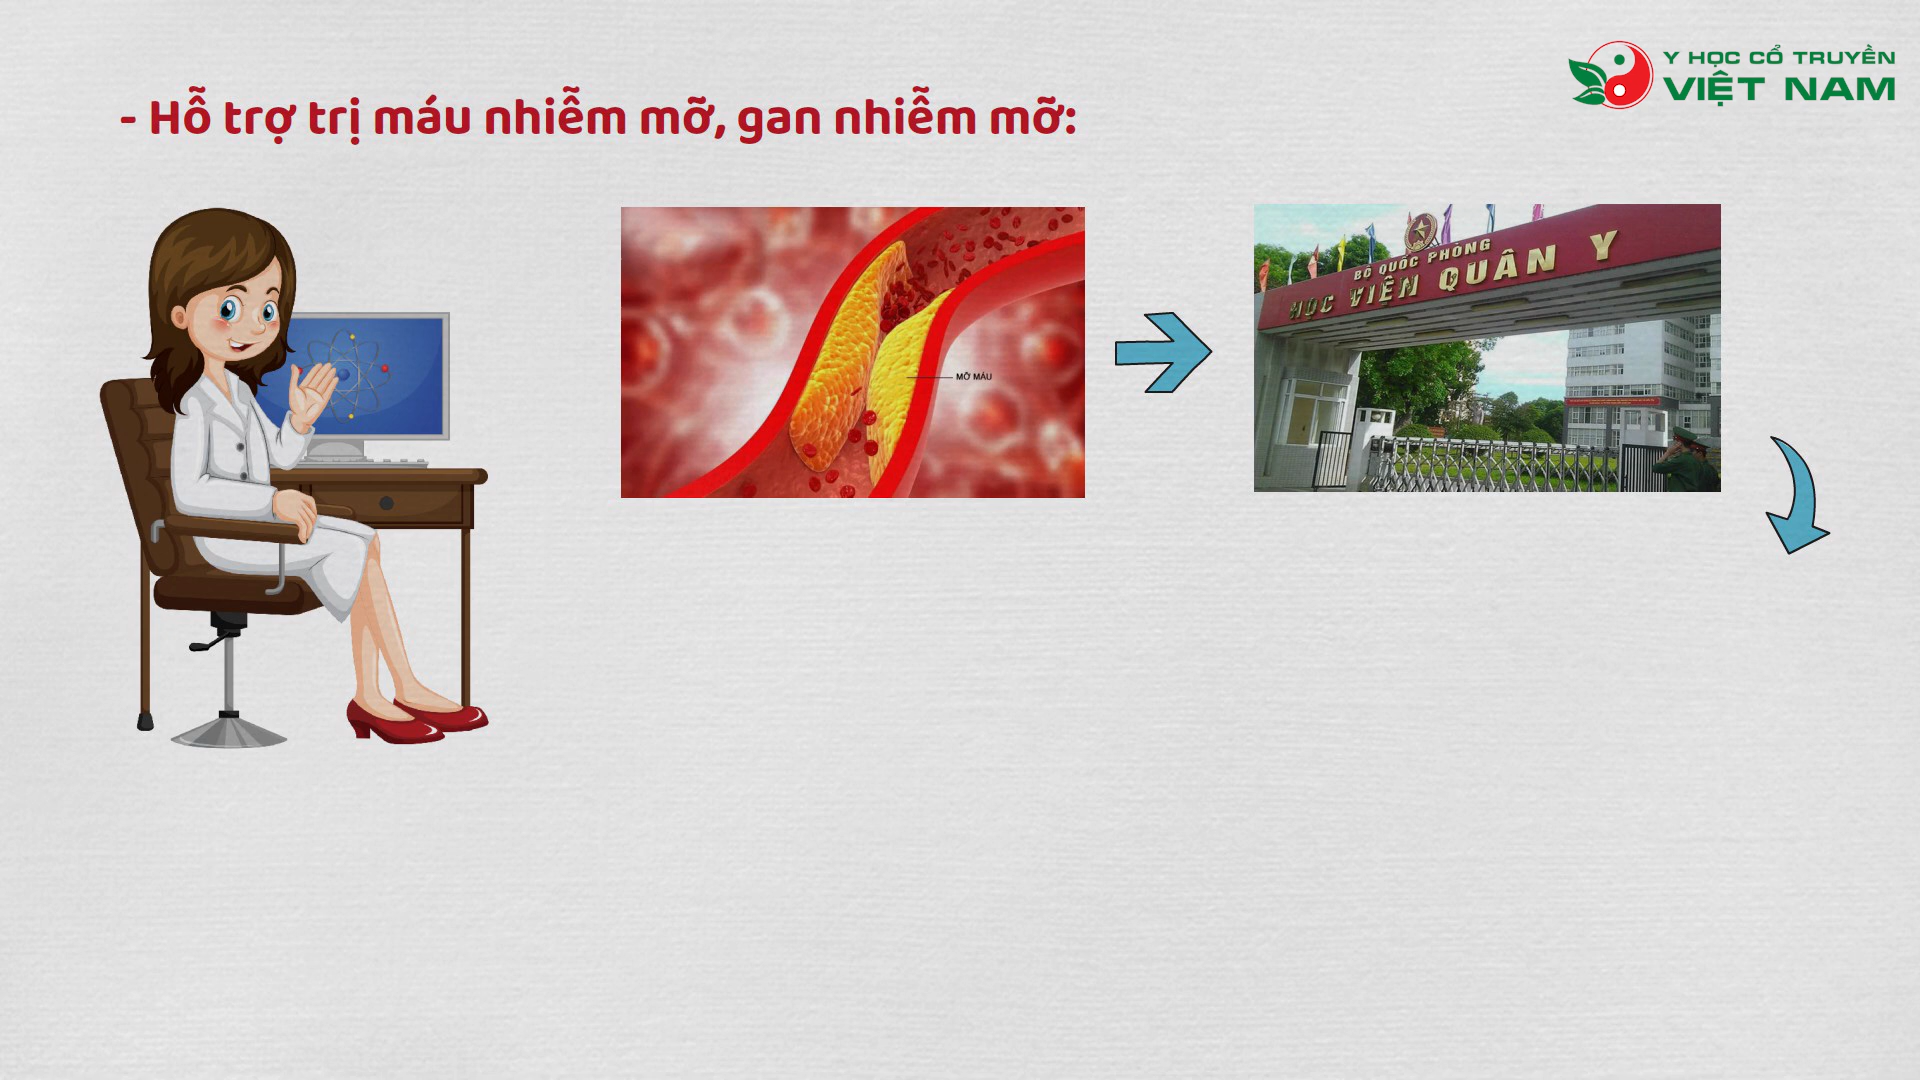 Y HỌC CỔ TRUYỀN
VIỆT NAM
- Hỗ trợ trị máu nhiễm mỡ, gan nhiễm mỡ:
MỠ MÁU
BỘ QUỐC PHÒNG
HỌC VIỆN QUÂN Y